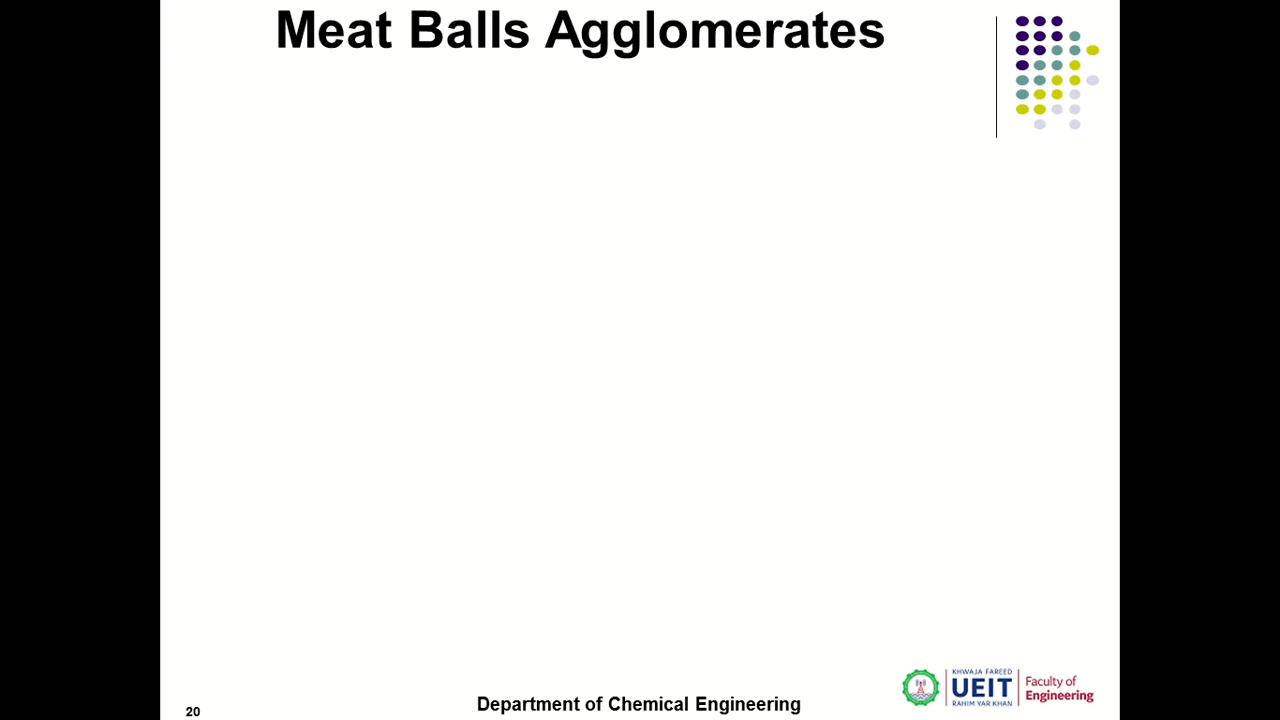 Meat Balls Agglomerates
KHWAJA FAREED
UEIT
RAHIM YAR KHAN
Faculty of
Engineering
Department of Chemical Engineering
20